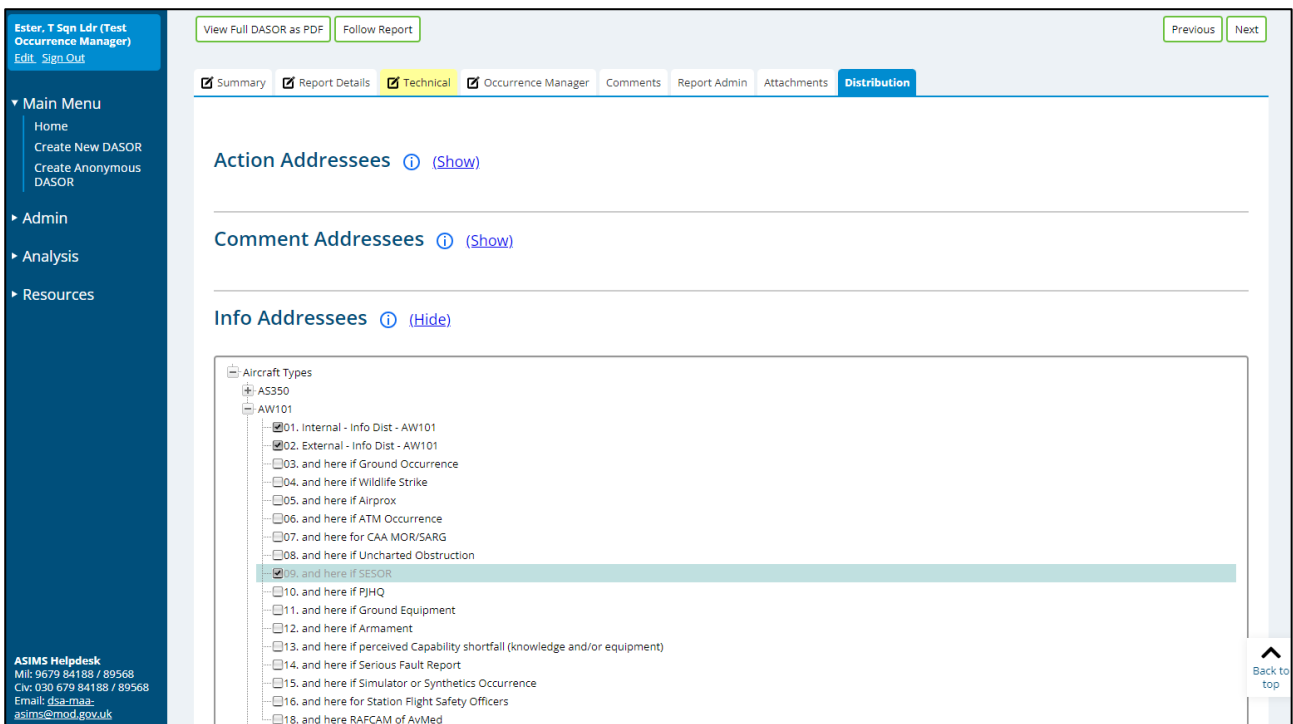 Ester, T Sqn Ldr (Test
Occurrence Manager)
Edit Sign Out
Main Menu
Home
Create New DASOR
Create Anonymous
DASOR
Admin
Analysis
Resources
ASIMS Helpdesk
Mil: 9679 84188 / 89568
Civ: 030 679 84188 / 89568
Email: dsa-maa-
asims@mod.gov.uk
View Full DASOR as PDF Follow Report Previous Next
Summary Report Details Technical Occurrence Manager Comments Report Admin Attachments Distribution
Action Addressees (Show)
Comment Addressees (Show)
Info Addressees (Hide)
Aircraft Types
AS350
AW101
01. Internal - Info Dist - AW101
02. External - Info Dist - AW101
03. and here if Ground Occurrence
04. and here if Wildlife Strike
05. and here if Airprox
06. and here if ATM Occurrence
07. and here for CAA MOR/SARG
08. and here if Uncharted Obstruction
09. and here if SESOR
10. and here if PJHQ
11. and here if Ground Equipment
12. and here if Armament
13. and here if perceived Capability shortfall (knowledge and/or equipment)
14. and here if Serious Fault Report
15. and here if Simulator or Synthetics Occurrence
16. and here for Station Flight Safety Officers
18. and here RAFCAM of AvMed
Back to
top